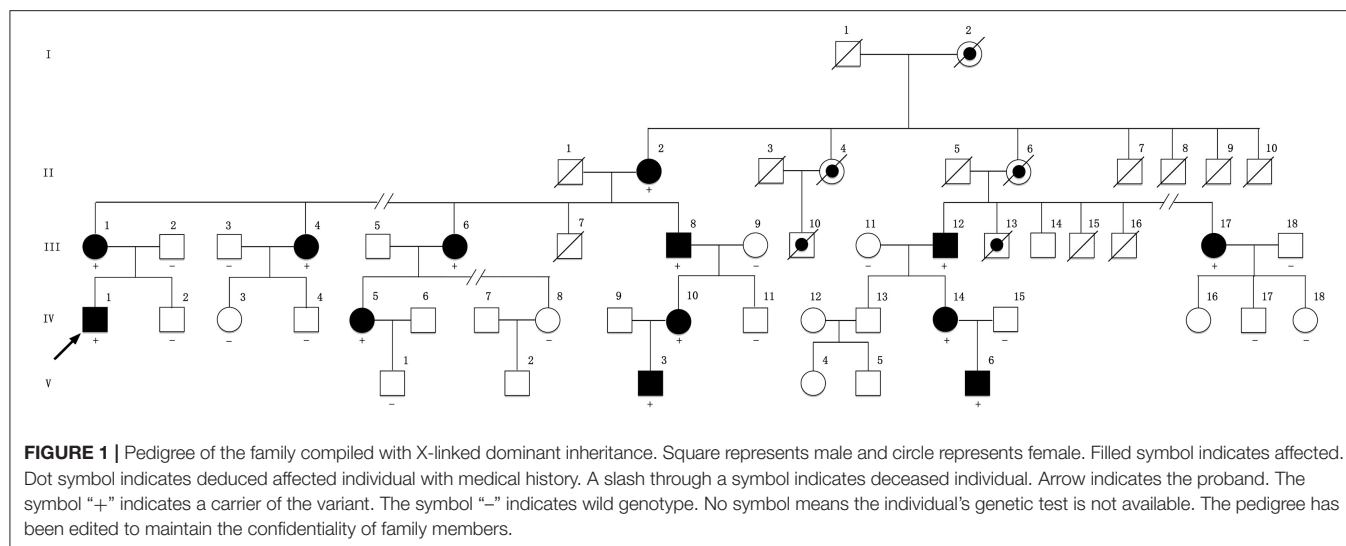 1 2
I
1 2 3 4 5 6 7 8 9 10
II
+
1 2 3 4 5 6 7 8 9 10 11 12 13 14 15 16 17 18
III
+ − − + + + − + + −
1 2 3 4 5 6 7 8 9 10 11 12 13 14 15 16 17 18
IV
+ − − − + − + − + − − −
1 2 3 4 5 6
V
− + +
FIGURE 1 | Pedigree of the family compiled with X-linked dominant inheritance. Square represents male and circle represents female. Filled symbol indicates affected.
Dot symbol indicates deduced affected individual with medical history. A slash through a symbol indicates deceased individual. Arrow indicates the proband. The
symbol “+” indicates a carrier of the variant. The symbol “−” indicates wild genotype. No symbol means the individual’s genetic test is not available. The pedigree has
been edited to maintain the confidentiality of family members.